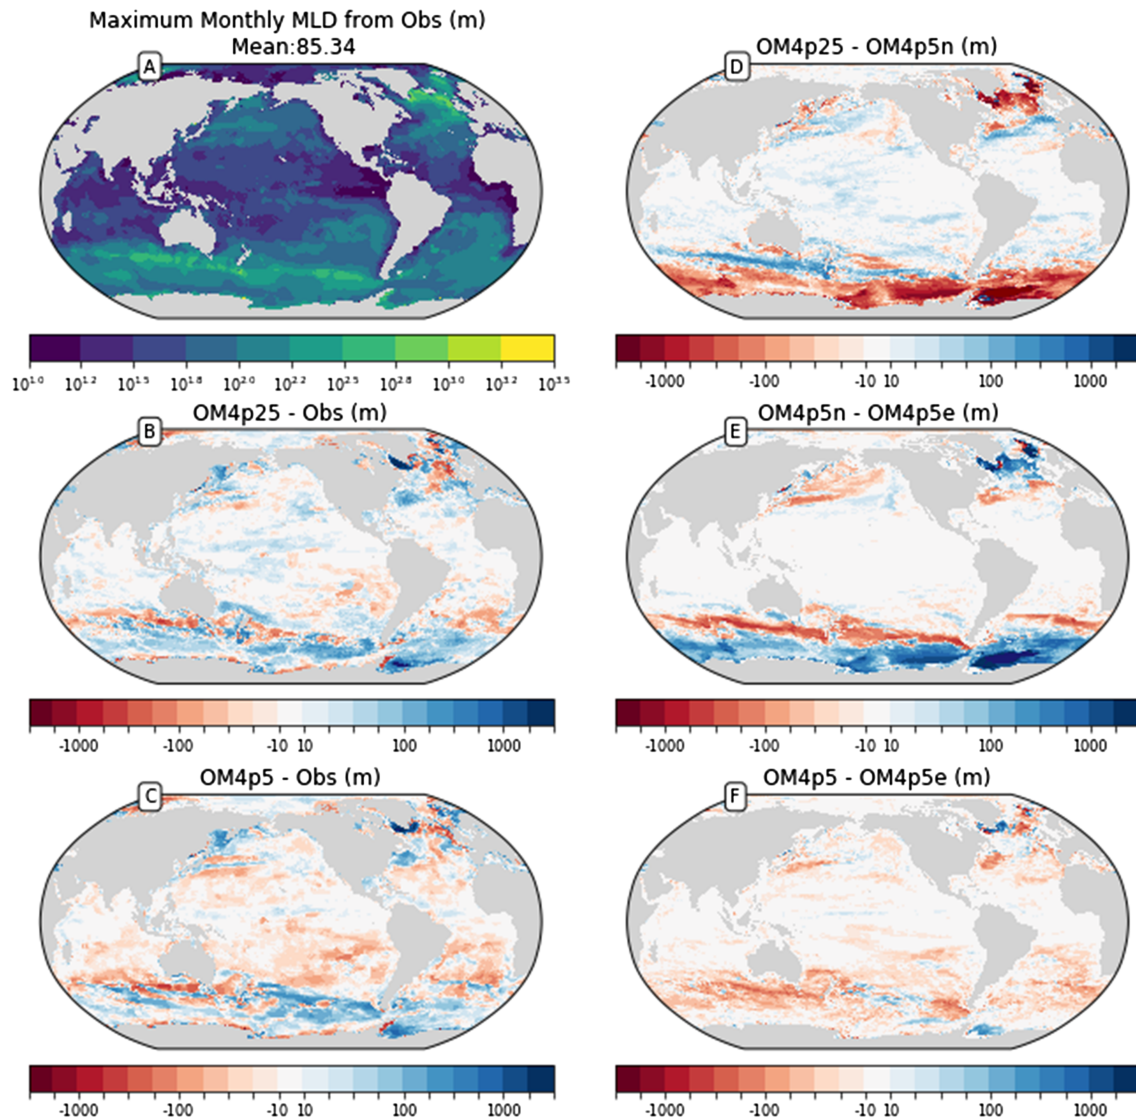 Maximum Monthly MLD from Obs (m)
Mean:85.34
A
10^1.0 10^1.2 10^1.5 10^1.8 10^2.0 10^2.2 10^2.5 10^2.8 10^3.0 10^3.2 10^3.5
OM4p25 - OM4p5n (m)
D
-1000 -100 -10 10 100 1000
OM4p25 - Obs (m)
B
-1000 -100 -10 10 100 1000
OM4p5n - OM4p5e (m)
E
-1000 -100 -10 10 100 1000
OM4p5 - Obs (m)
C
-1000 -100 -10 10 100 1000
OM4p5 - OM4p5e (m)
F
-1000 -100 -10 10 100 1000